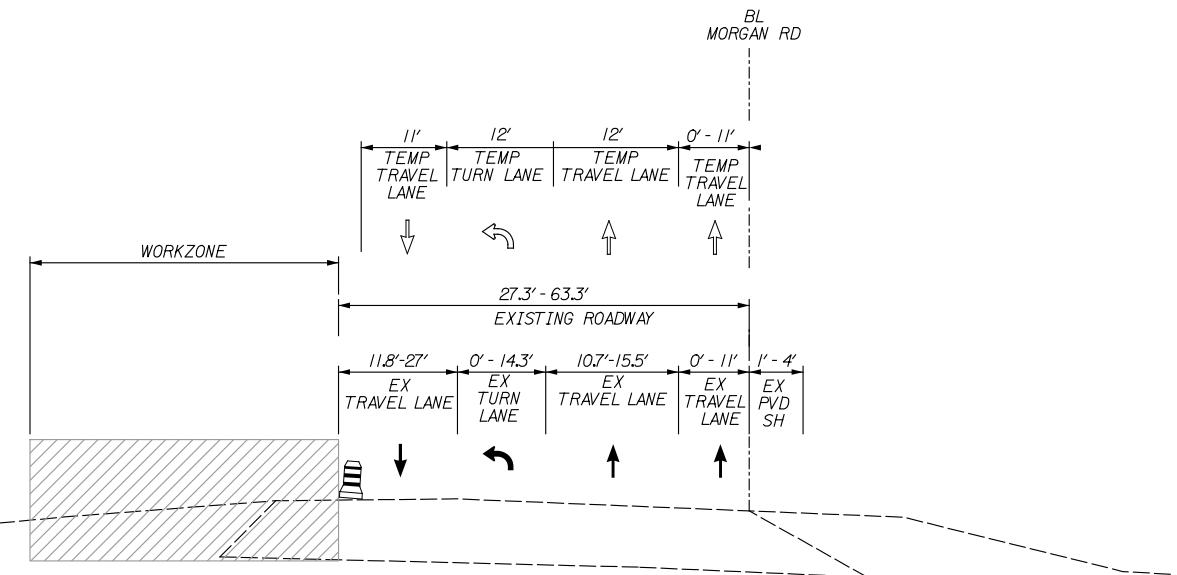 BL
MORGAN RD
11'
12'
12'
0' - 11'
TEMP
TRAVEL
LANE
TEMP
TURN LANE
TEMP
TRAVEL LANE
TEMP
TRAVEL
LANE
WORKZONE
27.3' - 63.3'
EXISTING ROADWAY
11.8'-27'
0' - 14.3'
10.7'-15.5'
0' - 11'
1' - 4'
EX
TRAVEL LANE
EX
TURN
LANE
EX
TRAVEL LANE
EX
TRAVEL
LANE
EX
PVD
SH